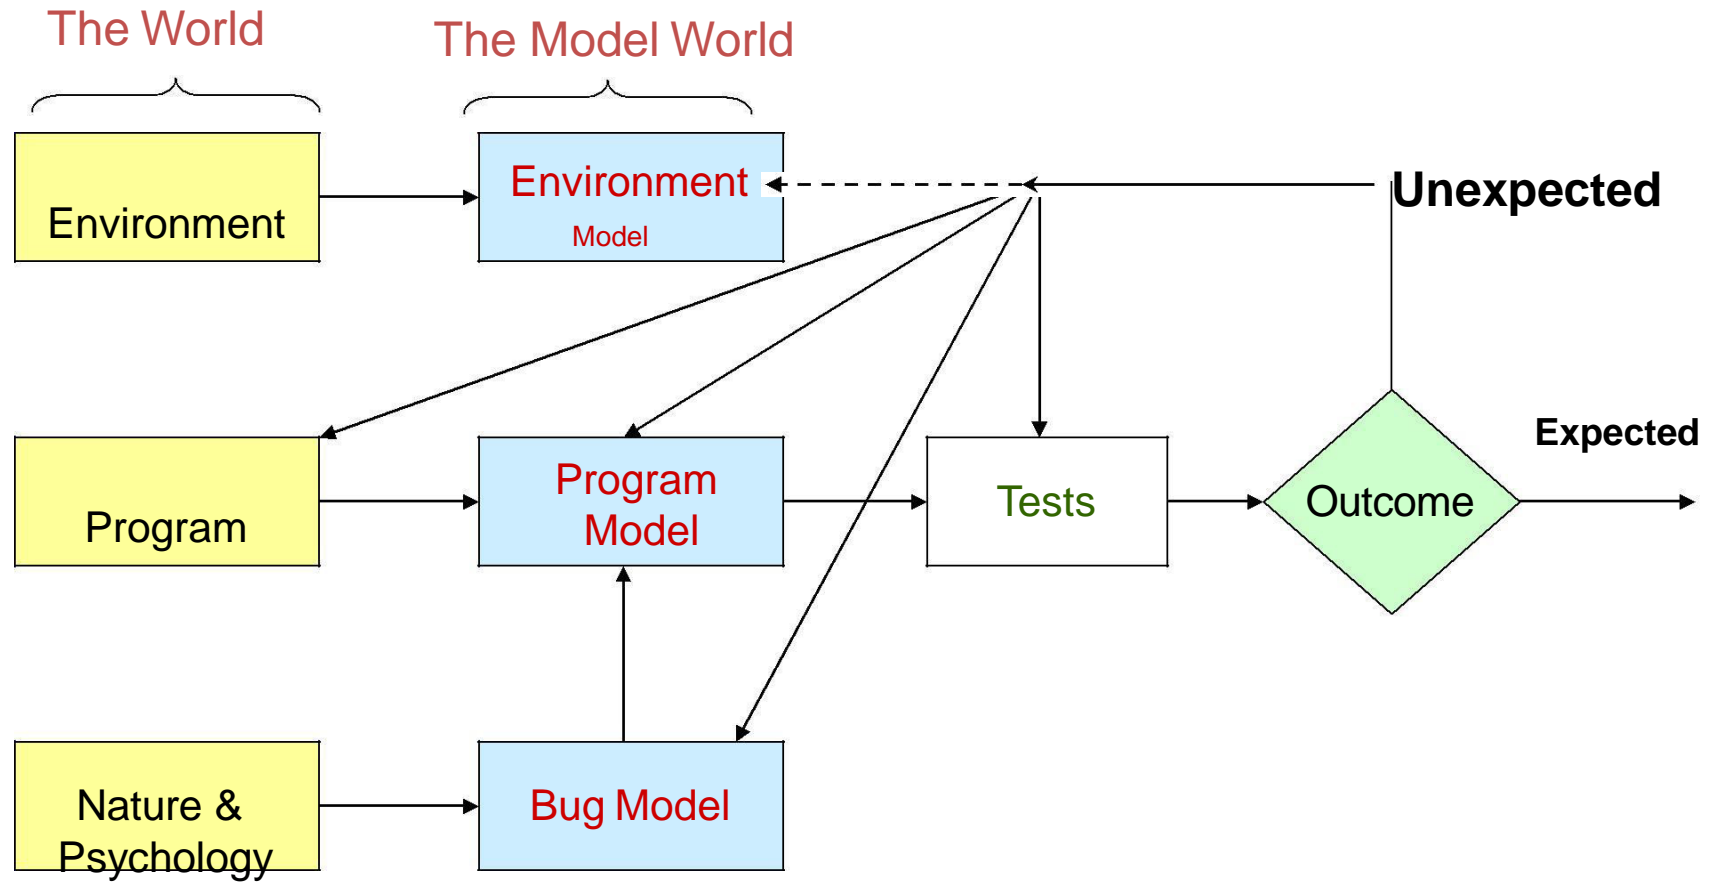 The World
The Model World
Environment
Environment
Model
Unexpected
Program
Program
Model
Tests
Outcome
Expected
Nature &
Psychology
Bug Model